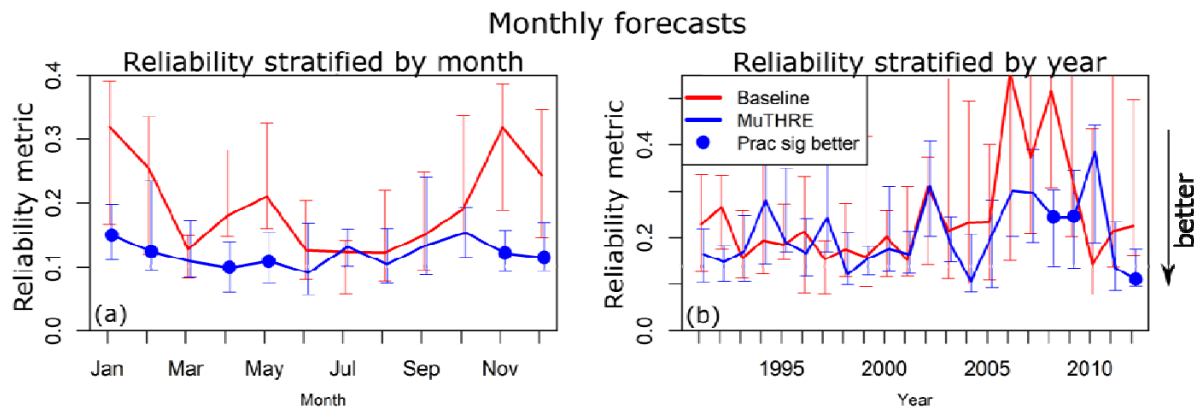 Monthly forecasts
Reliability stratified by month
Reliability metric
0.0 0.1 0.2 0.3 0.4
(a)
Jan Mar May Jul Sep Nov
Month
Reliability stratified by year
Reliability metric
0.0 0.2 0.4
Baseline
MuTHRE
Prac sig better
(b)
1995 2000 2005 2010
Year
better